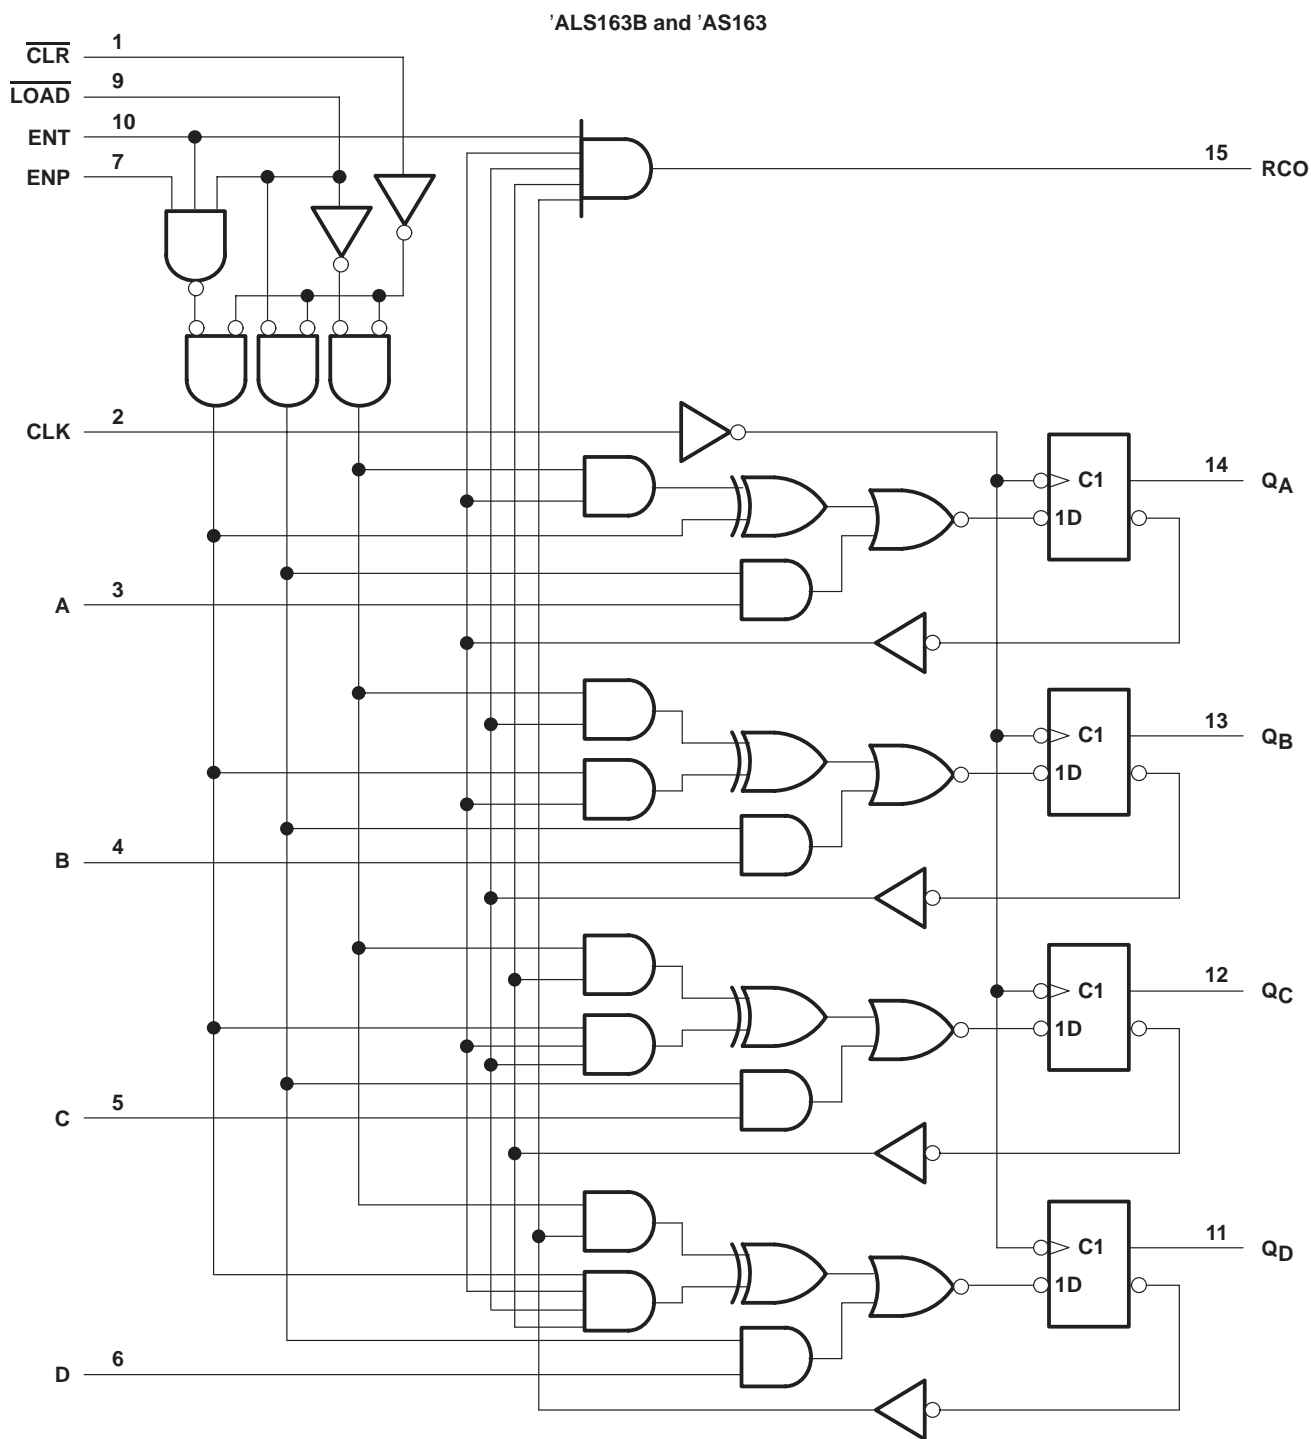 ’ALS163B and ’AS163
CLR 1
LOAD 9
ENT 10
ENP 7
15 RCO
CLK 2
C1 14 QA
1D
A 3
C1 13 QB
1D
B 4
C1 12 QC
1D
C 5
C1 11 QD
1D
D 6